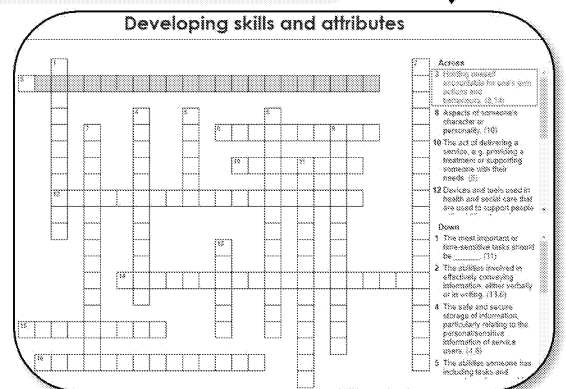 Developing skills and attributes
Across
3 Holding oneself
accountable for one's own
actions and
behaviours. (8,14)
8 Aspects of someone's
character or
personality. (10)
10 The act of delivering a
service, e.g. providing a
treatment or supporting
someone with their
needs.
12 Devices and tools used in
health and social care that
are used to support people
Down
1 The most important or
time-sensitive tasks should
be ______. (11)
2 The abilities involved in
effectively conveying
information, either verbally
or in writing. (13,6)
4 The safe and secure
storage of information,
particularly relating to the
personal/sensitive
information of service
users. (4,8)
5 The abilities someone has
including tasks and